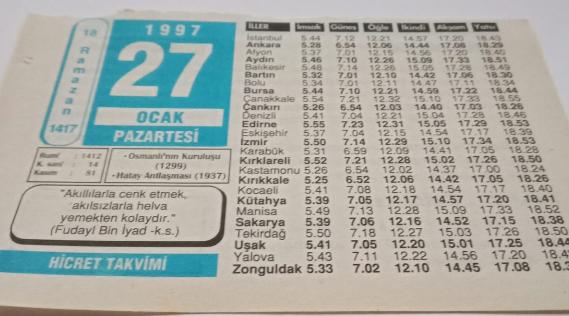 18
Ramazan
1417
1997
27
OCAK
PAZARTESİ
Rumî : 1412
K. sani : 14
Kasım : 81
• Osmanlı'nın Kuruluşu
(1299)
• Hatay Antlaşması (1937)
"Akıllılarla cenk etmek,
akılsızlarla helva
yemekten kolaydır."
(Fudayl Bin İyad -k.s.)
HİCRET TAKVİMİ
İLLER İmsak Güneş Öğle İkindi Akşam Yatsı
İstanbul 5.44 7.12 12.21 14.57 17.20 18.43
Ankara 5.28 6.54 12.06 14.44 17.08 18.29
Afyon 5.37 7.01 12.15 14.56 17.20 18.40
Aydın 5.46 7.10 12.26 15.09 17.33 18.51
Balıkesir 5.48 7.14 12.26 15.05 17.28 18.49
Bartın 5.32 7.01 12.10 14.42 17.06 18.30
Bolu 5.34 7.01 12.11 14.47 17.11 18.34
Bursa 5.44 7.10 12.21 14.59 17.22 18.44
Çanakkale 5.54 7.21 12.32 15.10 17.33 18.55
Çankırı 5.26 6.54 12.03 14.40 17.03 18.26
Denizli 5.41 7.04 12.21 15.04 17.28 18.46
Edirne 5.55 7.23 12.31 15.05 17.29 18.53
Eskişehir 5.37 7.04 12.15 14.54 17.17 18.39
İzmir 5.50 7.14 12.29 15.10 17.34 18.53
Karabük 5.31 6.59 12.09 14.41 17.05 18.28
Kırklareli 5.52 7.21 12.28 15.02 17.26 18.50
Kastamonu 5.26 6.54 12.02 14.37 17.00 18.24
Kırıkkale 5.25 6.52 12.06 14.42 17.05 18.26
Kocaeli 5.41 7.08 12.18 14.54 17.17 18.40
Kütahya 5.39 7.05 12.17 14.57 17.20 18.41
Manisa 5.49 7.13 12.28 15.09 17.33 18.52
Sakarya 5.39 7.06 12.16 14.52 17.15 18.38
Tekirdağ 5.50 7.18 12.27 15.03 17.26 18.50
Uşak 5.41 7.05 12.20 15.01 17.25 18.44
Yalova 5.43 7.11 12.22 14.56 17.20 18.4
Zonguldak 5.33 7.02 12.10 14.45 17.08 18.3